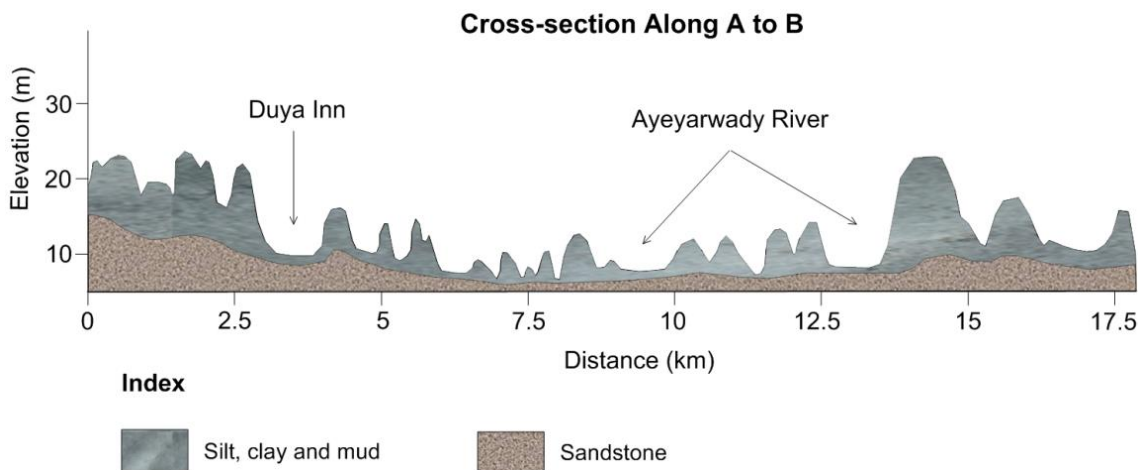 Cross-section Along A to B
Elevation (m)
30
20
10
Duya Inn
Ayeyarwady River
0
2.5
5
7.5
10
12.5
15
17.5
Distance (km)
Index
Silt, clay and mud
Sandstone